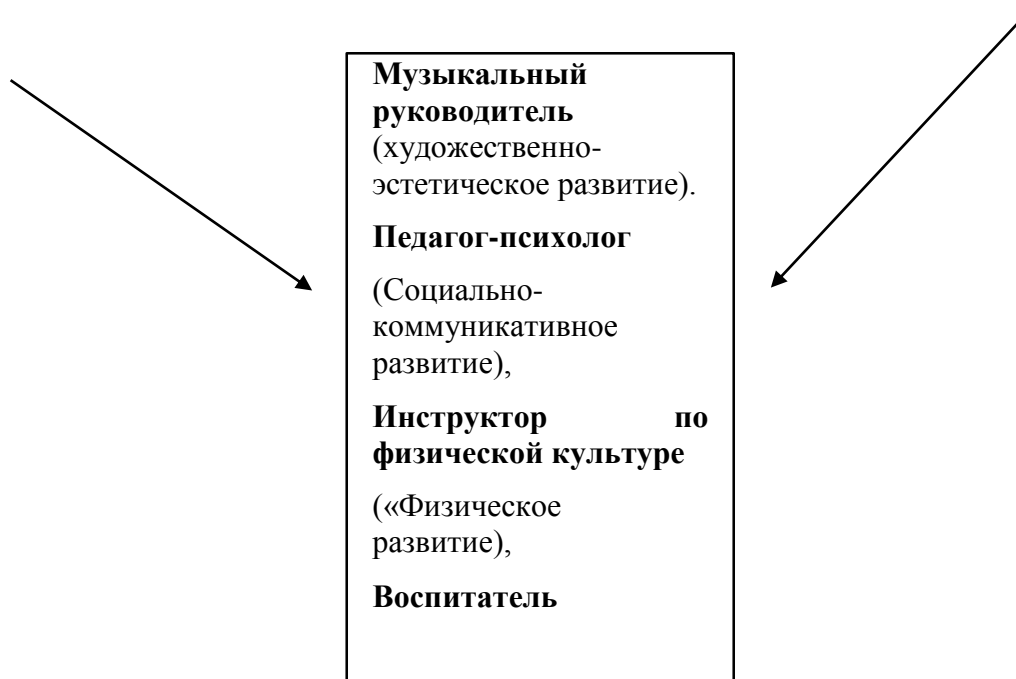 Музыкальный
руководитель
(художественно-
эстетическое развитие).
Педагог-психолог
(Социально-
коммуникативное
развитие),
Инструктор по
физической культуре
(«Физическое
развитие),
Воспитатель